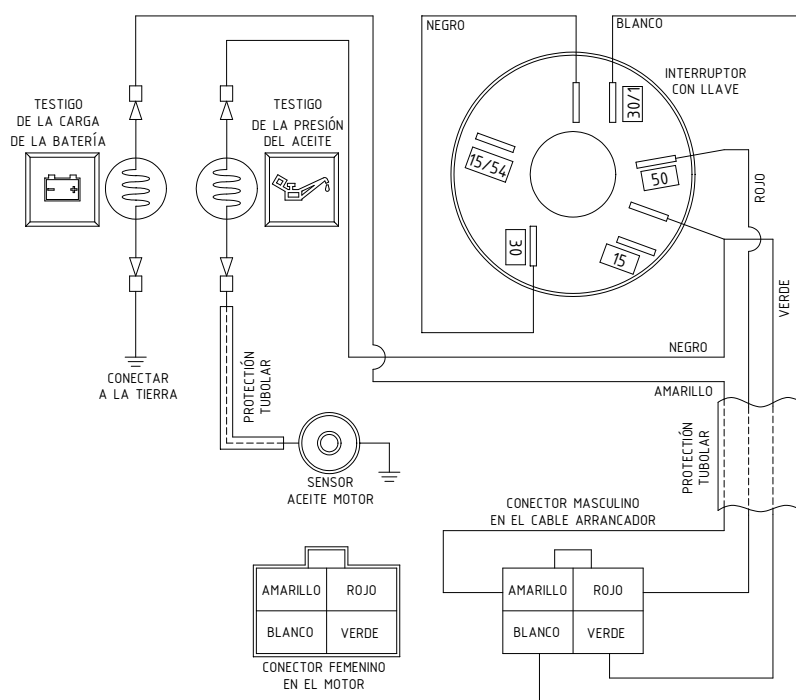 NEGRO
BLANCO
INTERRUPTOR
CON LLAVE
TESTIGO
DE LA CARGA
DE LA BATERÍA
TESTIGO
DE LA PRESIÓN
DEL ACEITE
30/1
15/54
50
30
15
ROJO
VERDE
NEGRO
AMARILLO
CONECTAR
A LA TIERRA
PROTECTIÓN
TUBOLAR
PROTECTIÓN
TUBOLAR
SENSOR
ACEITE MOTOR
CONECTOR MASCULINO
EN EL CABLE ARRANCADOR
AMARILLO
ROJO
BLANCO
VERDE
CONECTOR FEMENINO
EN EL MOTOR
AMARILLO
ROJO
BLANCO
VERDE